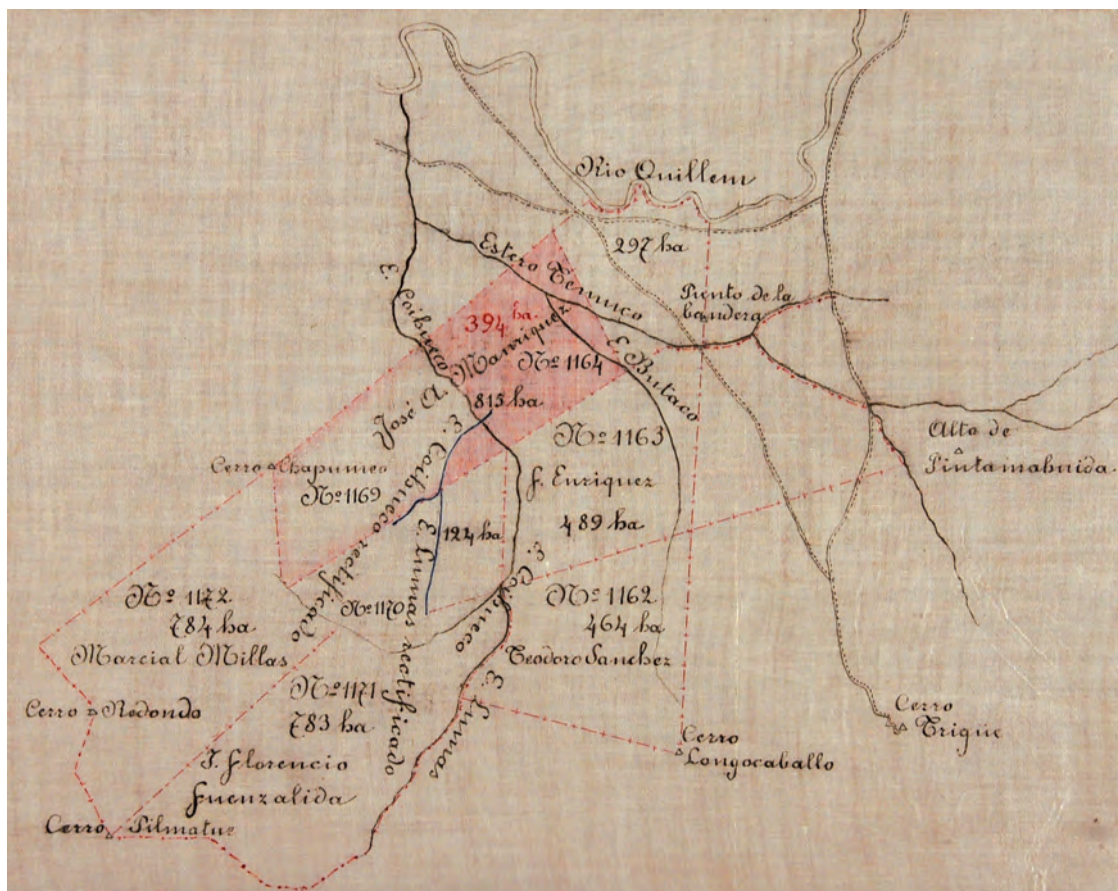 Rio Quillem
297 ha
Estero Temuco
E. Coihueco
Punto de la
bandera
394 ha.
José A. Manriquez
Nº 1164
E. Butaco
815 ha
Nº 1163
Alto de
Pintamahuida
Cerro Chapumeo
Nº 1169
F. Enriquez
489 ha
E. Coihueco rectificado
124 ha
E. Lumas rectificado
E. Coihueco
Nº 1172
784 ha
Marcial Millas
Nº 1170
Nº 1162
464 ha
Teodoro Sanchez
Nº 1171
783 ha
E. Lumas
Cerro Redondo
Cerro
Trigüe
Cerro
Longocaballo
J. Florencio
Fuenzalida
Cerro Pilmatue